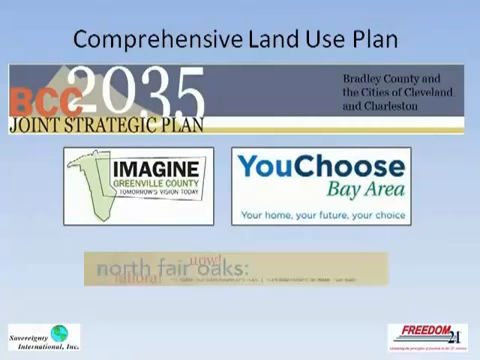 Comprehensive Land Use Plan
BCC 2035
JOINT STRATEGIC PLAN
Bradley County and
the Cities of Cleveland
and Charleston
IMAGINE
GREENVILLE COUNTY
TOMORROW'S VISION TODAY
YouChoose
Bay Area
Your home, your future, your choice
now!
north fair oaks:
Sovereignty
International, Inc.
FREEDOM
21